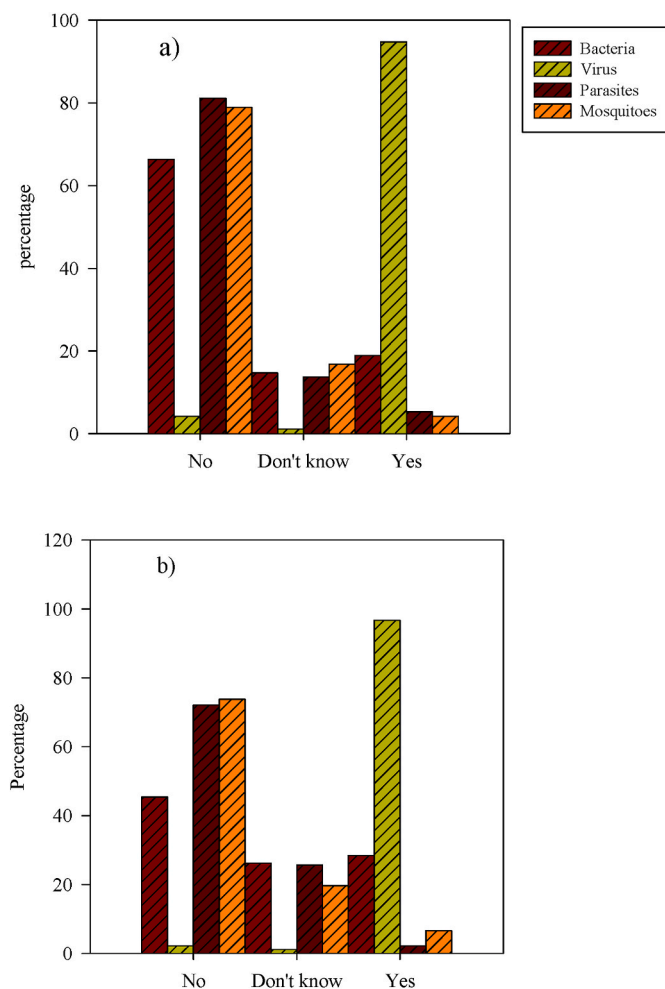 a)
Bacteria
Virus
Parasites
Mosquitoes
100
80
60
40
20
0
percentage
No Don't know Yes
b)
120
100
80
60
40
20
0
Percentage
No Don't know Yes